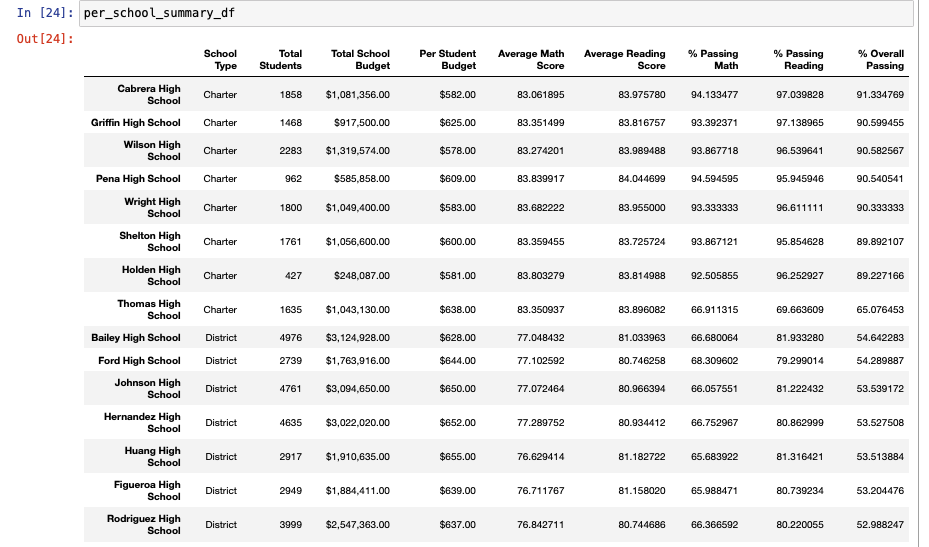 In [24]: per_school_summary_df
Out[24]:
School Type Total Students Total School Budget Per Student Budget Average Math Score Average Reading Score % Passing Math % Passing Reading % Overall Passing
Cabrera High School Charter 1858 $1,081,356.00 $582.00 83.061895 83.975780 94.133477 97.039828 91.334769
Griffin High School Charter 1468 $917,500.00 $625.00 83.351499 83.816757 93.392371 97.138965 90.599455
Wilson High School Charter 2283 $1,319,574.00 $578.00 83.274201 83.989488 93.867718 96.539641 90.582567
Pena High School Charter 962 $585,858.00 $609.00 83.839917 84.044699 94.594595 95.945946 90.540541
Wright High School Charter 1800 $1,049,400.00 $583.00 83.682222 83.955000 93.333333 96.611111 90.333333
Shelton High School Charter 1761 $1,056,600.00 $600.00 83.359455 83.725724 93.867121 95.854628 89.892107
Holden High School Charter 427 $248,087.00 $581.00 83.803279 83.814988 92.505855 96.252927 89.227166
Thomas High School Charter 1635 $1,043,130.00 $638.00 83.350937 83.896082 66.911315 69.663609 65.076453
Bailey High School District 4976 $3,124,928.00 $628.00 77.048432 81.033963 66.680064 81.933280 54.642283
Ford High School District 2739 $1,763,916.00 $644.00 77.102592 80.746258 68.309602 79.299014 54.289887
Johnson High School District 4761 $3,094,650.00 $650.00 77.072464 80.966394 66.057551 81.222432 53.539172
Hernandez High School District 4635 $3,022,020.00 $652.00 77.289752 80.934412 66.752967 80.862999 53.527508
Huang High School District 2917 $1,910,635.00 $655.00 76.629414 81.182722 65.683922 81.316421 53.513884
Figueroa High School District 2949 $1,884,411.00 $639.00 76.711767 81.158020 65.988471 80.739234 53.204476
Rodriguez High School District 3999 $2,547,363.00 $637.00 76.842711 80.744686 66.366592 80.220055 52.988247